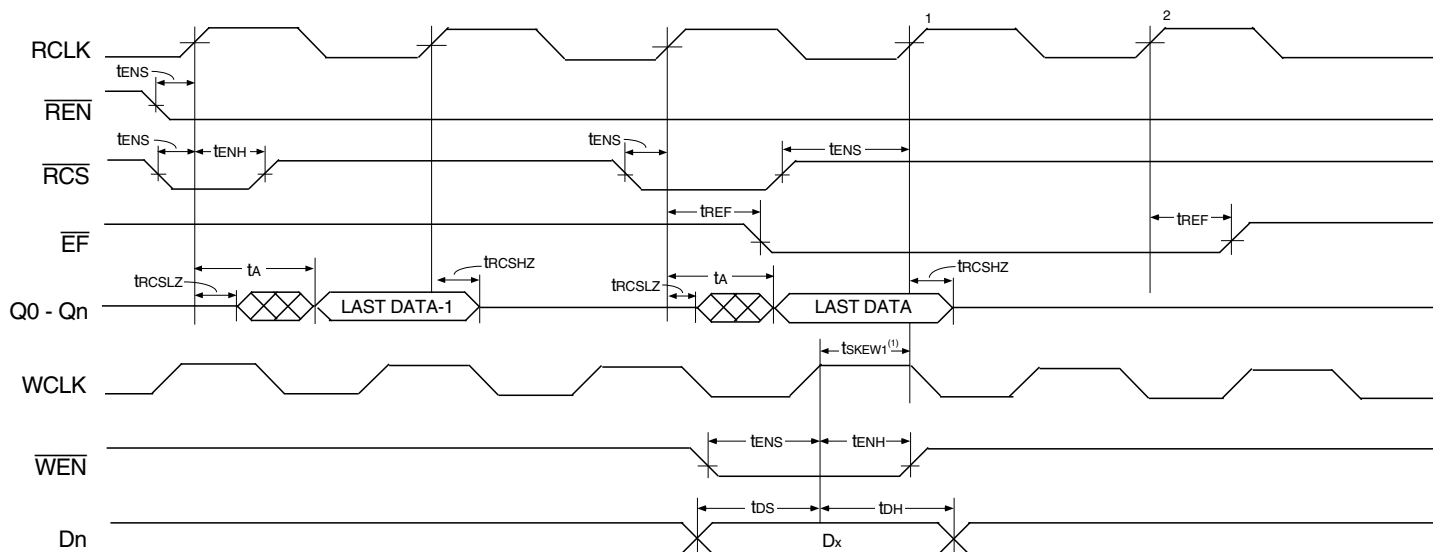 1 2
RCLK
tENS
REN
tENS tENH tENS tENS
RCS
tREF tREF
EF
tRCSLZ tA tRCSHZ tRCSLZ tA tRCSHZ
Q0 - Qn LAST DATA-1 LAST DATA
tSKEW1(1)
WCLK
tENS tENH
WEN
tDS tDH
Dn Dx